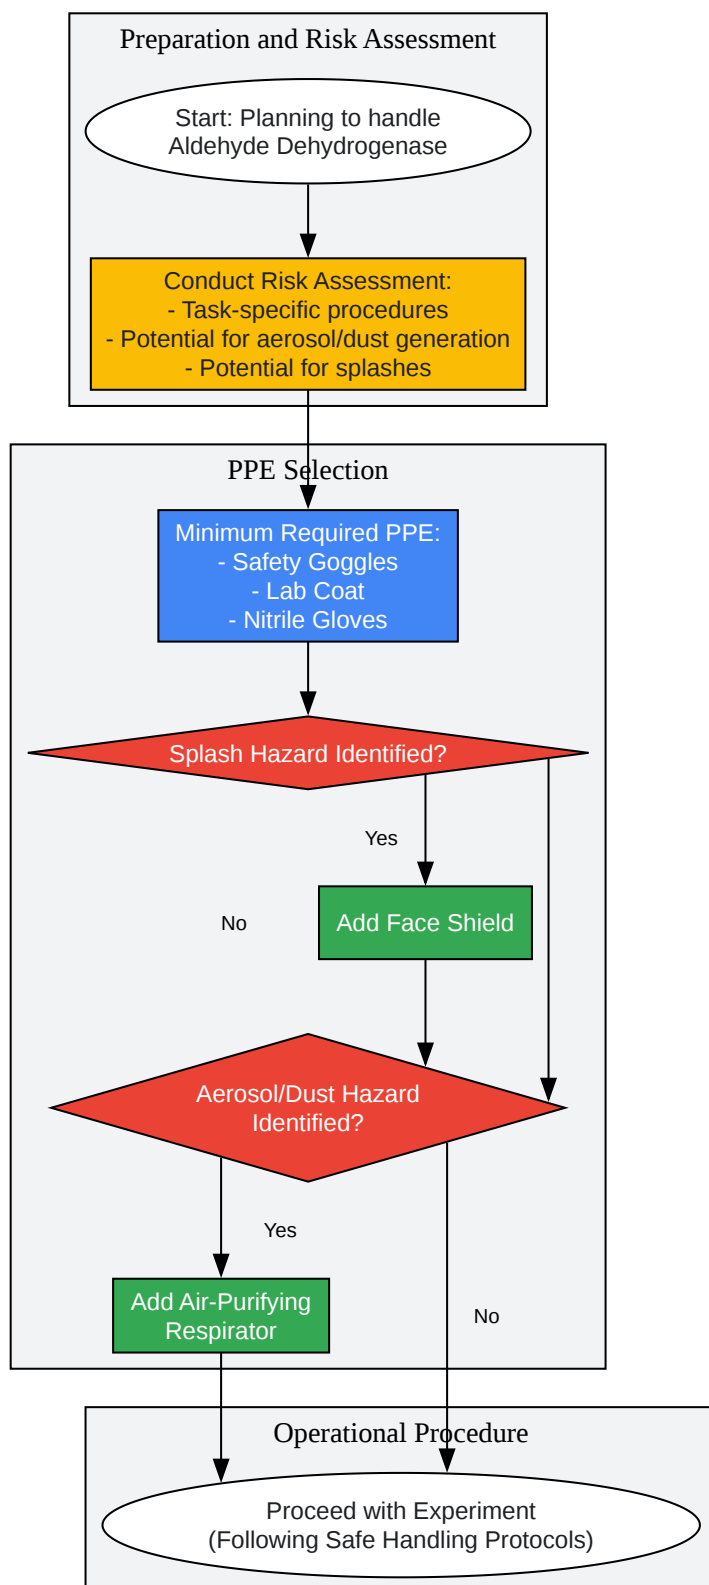 Preparation and Risk Assessment
Start: Planning to handle
Aldehyde Dehydrogenase
Conduct Risk Assessment:
- Task-specific procedures
- Potential for aerosol/dust generation
- Potential for splashes
PPE Selection
Minimum Required PPE:
- Safety Goggles
- Lab Coat
- Nitrile Gloves
Splash Hazard Identified?
Yes
No
Add Face Shield
Aerosol/Dust Hazard
Identified?
Yes
Add Air-Purifying
Respirator
No
Operational Procedure
Proceed with Experiment
(Following Safe Handling Protocols)